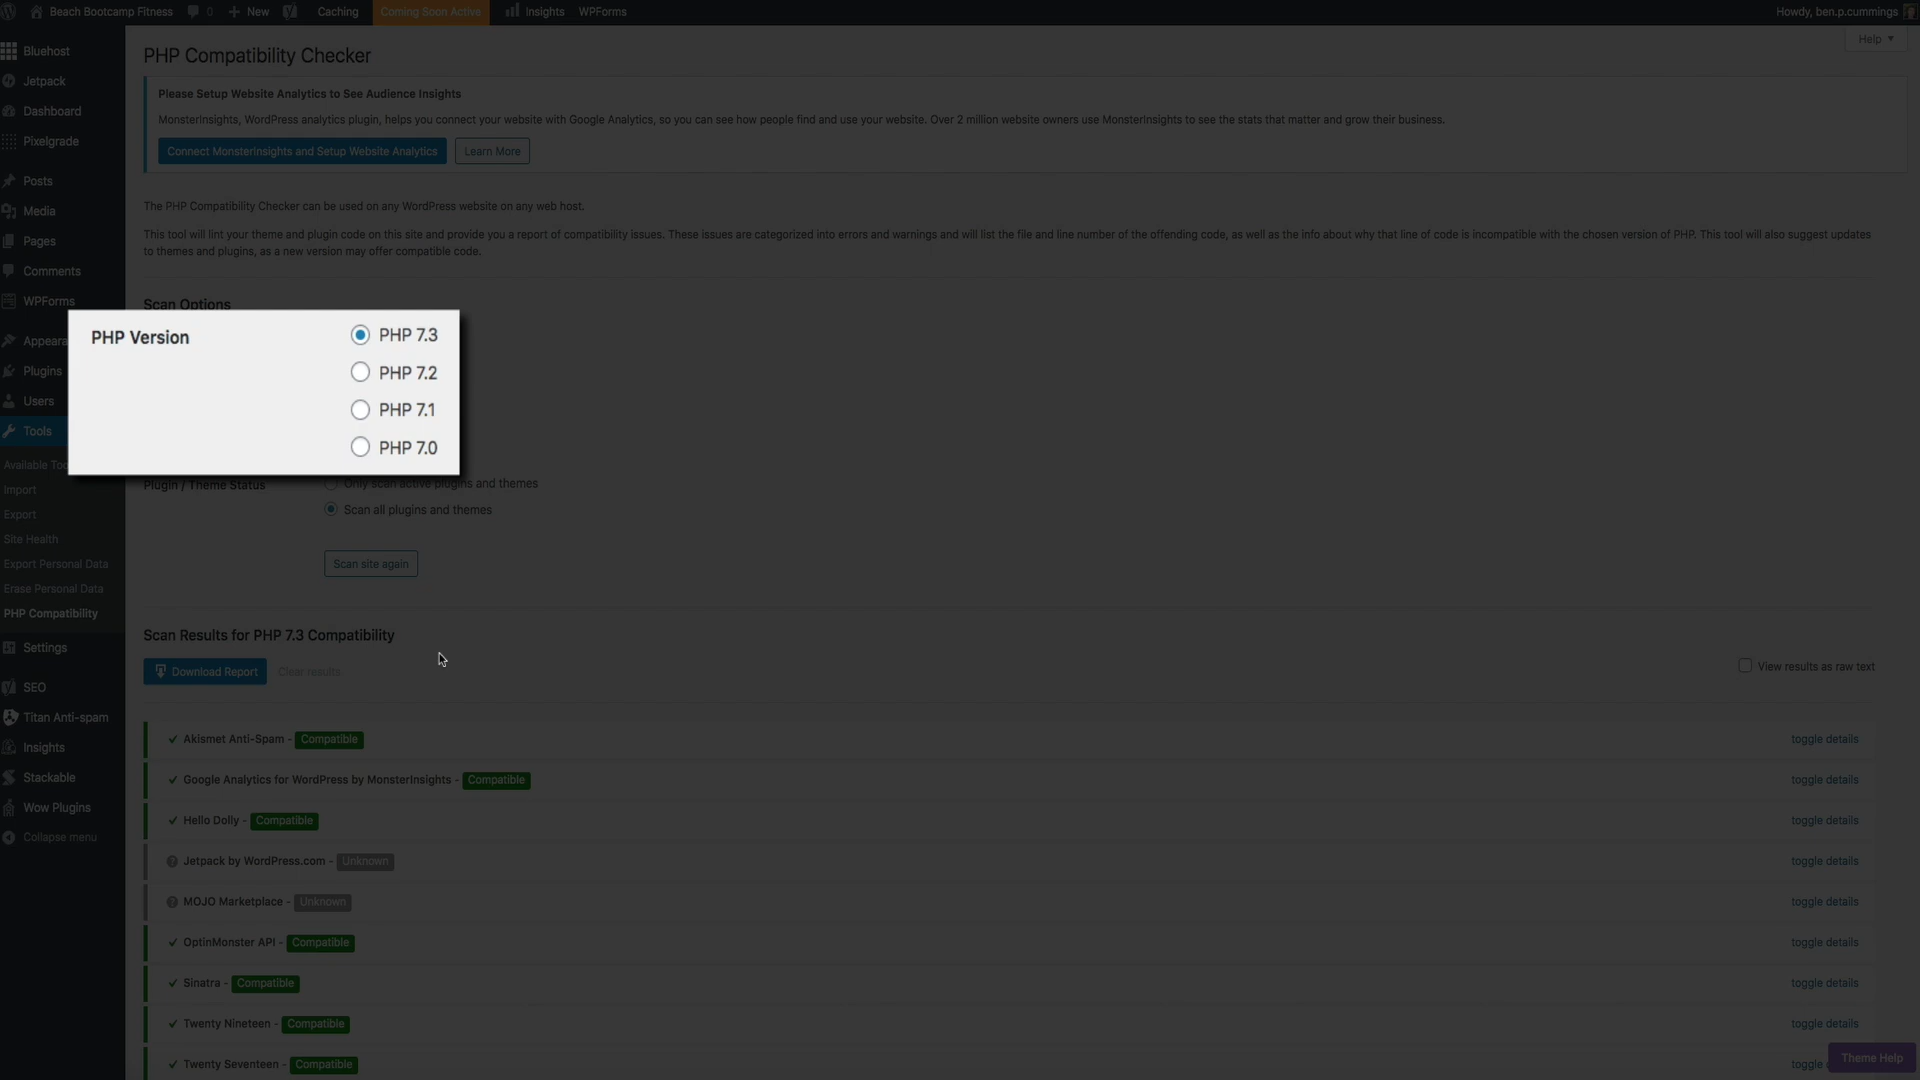 Beach Bootcamp Fitness
0
New
Caching
Coming Soon Active
Insights
WPForms
Howdy, ben.p.cummings
Help
Bluehost
Jetpack
Dashboard
Pixelgrade
Posts
Media
Pages
Comments
WPForms
Appeara
Plugins
Users
Tools
Available Too
Import
Export
Site Health
Export Personal Data
Erase Personal Data
PHP Compatibility
Settings
SEO
Titan Anti-spam
Insights
Stackable
Wow Plugins
Collapse menu
PHP Compatibility Checker
Please Setup Website Analytics to See Audience Insights
MonsterInsights, WordPress analytics plugin, helps you connect your website with Google Analytics, so you can see how people find and use your website. Over 2 million website owners use MonsterInsights to see the stats that matter and grow their business.
Connect MonsterInsights and Setup Website Analytics
Learn More
The PHP Compatibility Checker can be used on any WordPress website on any web host.
This tool will lint your theme and plugin code on this site and provide you a report of compatibility issues. These issues are categorized into errors and warnings and will list the file and line number of the offending code, as well as the info about why that line of code is incompatible with the chosen version of PHP. This tool will also suggest updates
to themes and plugins, as a new version may offer compatible code.
Scan Options
PHP Version
PHP 7.3
PHP 7.2
PHP 7.1
PHP 7.0
Plugin / Theme Status
Only scan active plugins and themes
Scan all plugins and themes
Scan site again
Scan Results for PHP 7.3 Compatibility
Download Report
Clear results
View results as raw text
Akismet Anti-Spam - Compatible
toggle details
Google Analytics for WordPress by MonsterInsights - Compatible
toggle details
Hello Dolly - Compatible
toggle details
Jetpack by WordPress.com - Unknown
toggle details
MOJO Marketplace - Unknown
toggle details
OptinMonster API - Compatible
toggle details
Sinatra - Compatible
toggle details
Twenty Nineteen - Compatible
toggle details
Twenty Seventeen - Compatible
toggle
Theme Help